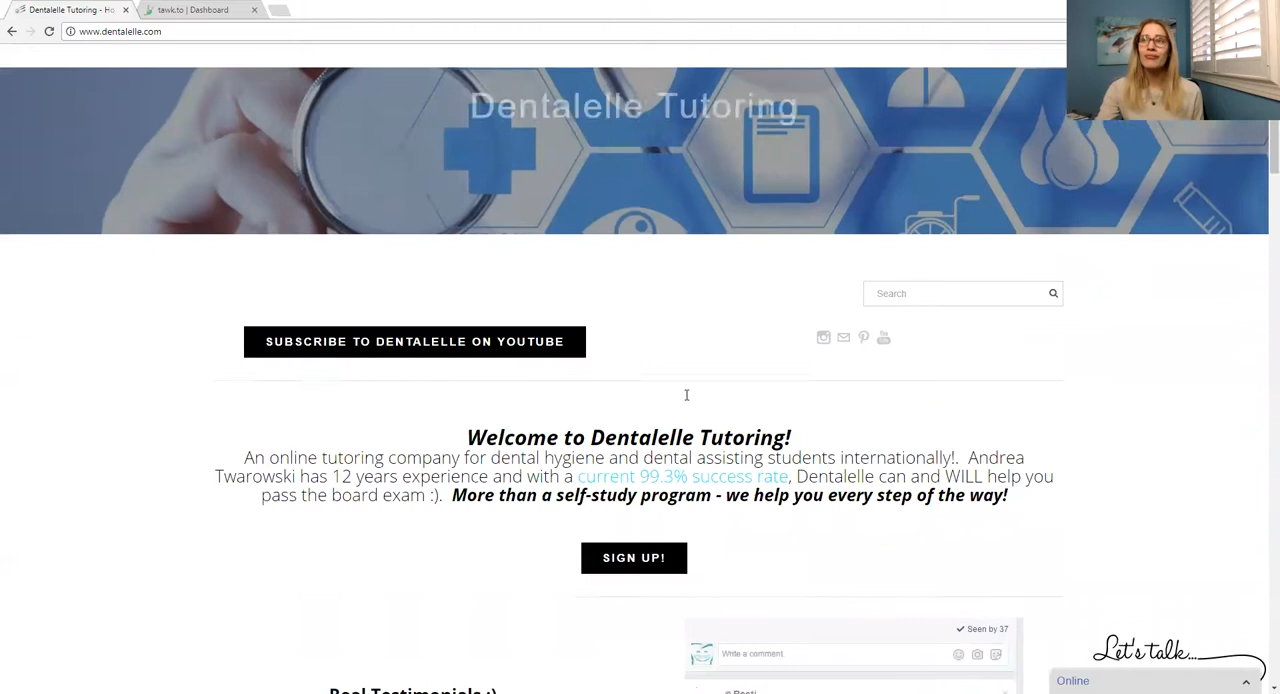 Dentalelle Tutoring - Ho
tawk.to | Dashboard
www.dentalelle.com
Dentalelle Tutoring
Search
SUBSCRIBE TO DENTALELLE ON YOUTUBE
Welcome to Dentalelle Tutoring!
An online tutoring company for dental hygiene and dental assisting students internationally!. Andrea
Twarowski has 12 years experience and with a current 99.3% success rate, Dentalelle can and WILL help you
pass the board exam :). More than a self-study program - we help you every step of the way!
SIGN UP!
Seen by 37
Write a comment
Real Testimonials :)
Let's talk...
Online